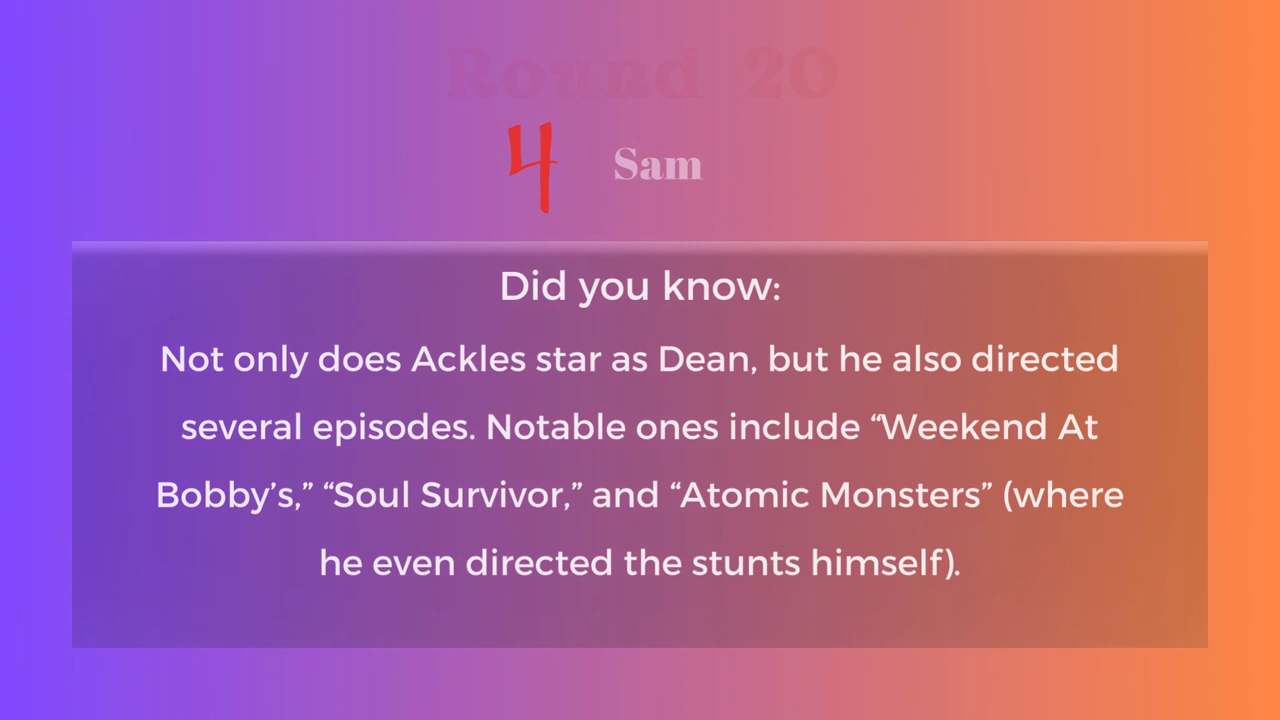 Round 20
4 Sam
Did you know:
Not only does Ackles star as Dean, but he also directed
several episodes. Notable ones include “Weekend At
Bobby’s,” “Soul Survivor,” and “Atomic Monsters” (where
he even directed the stunts himself).